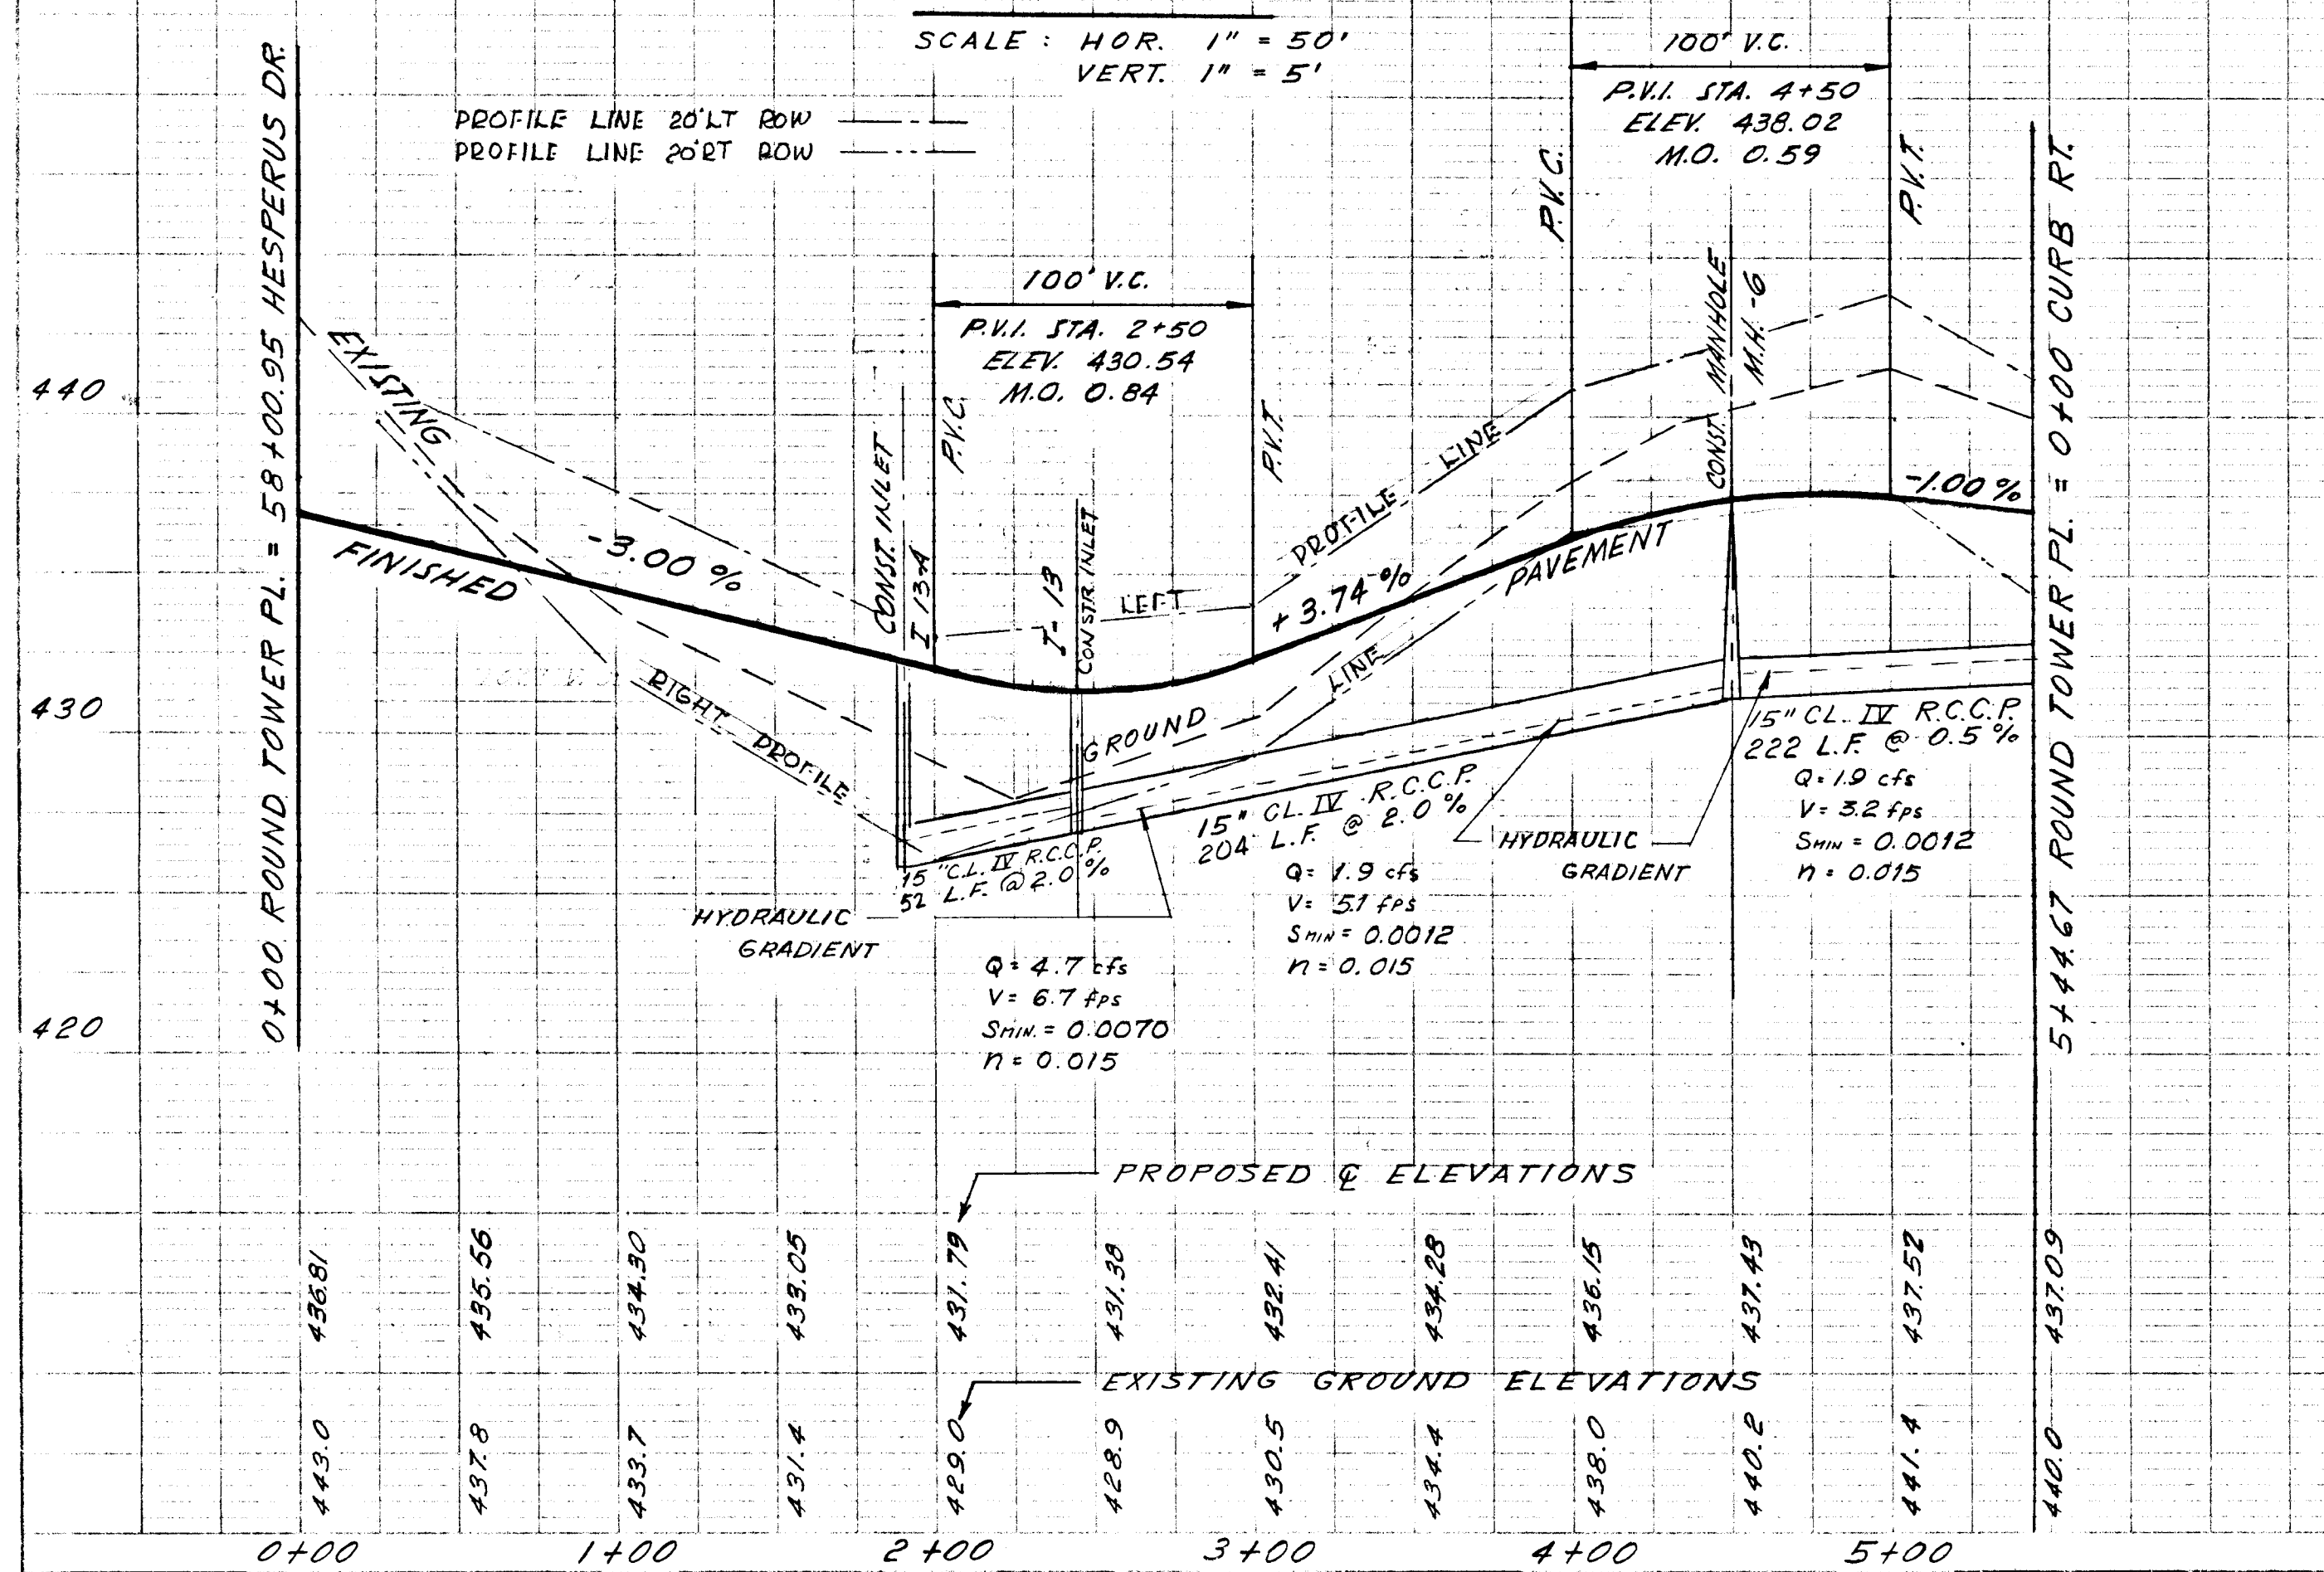 SCALE : HOR. 1" = 50'
VERT. 1" = 5'
PROFILE LINE 20'LT ROW
PROFILE LINE 20'RT ROW
100' V.C.
P.V.I. STA. 4+50
ELEV. 438.02
M.O. 0.59
P.V.C.
P.V.T.
100' V.C.
P.V.I. STA. 2+50
ELEV. 430.54
M.O. 0.84
P.V.C.
P.V.T.
0+00 ROUND TOWER PL. = 58+00.95 HESPERUS DR.
5+44.67 ROUND TOWER PL. = 0+00 CURB RT.
440
430
420
EXISTING
FINISHED
-3.00 %
CONST. INLET
I 13A
I-13
CONSTR. INLET
LEFT
PROFILE LINE
+3.74 %
PAVEMENT
-1.00 %
CONST. MANHOLE
M.H.-6
RIGHT PROFILE
LINE
GROUND
15" CL. IV R.C.C.P.
52 L.F. @ 2.0 %
15" CL. IV R.C.C.P.
204 L.F. @ 2.0 %
15" CL. IV R.C.C.P.
222 L.F. @ 0.5 %
HYDRAULIC
GRADIENT
Q = 4.7 cfs
V = 6.7 fps
SMIN. = 0.0070
n = 0.015
Q = 1.9 cfs
V = 5.1 fps
SMIN = 0.0012
n = 0.015
HYDRAULIC
GRADIENT
Q = 1.9 cfs
V = 3.2 fps
SMIN = 0.0012
n = 0.015
PROPOSED ℄ ELEVATIONS
436.81 435.56 434.30 433.05 431.79 431.38 432.41 434.28 436.15 437.43 437.52 437.09
EXISTING GROUND ELEVATIONS
443.0 437.8 433.7 431.4 429.0 428.9 430.5 434.4 438.0 440.2 441.4 440.0
0+00 1+00 2+00 3+00 4+00 5+00